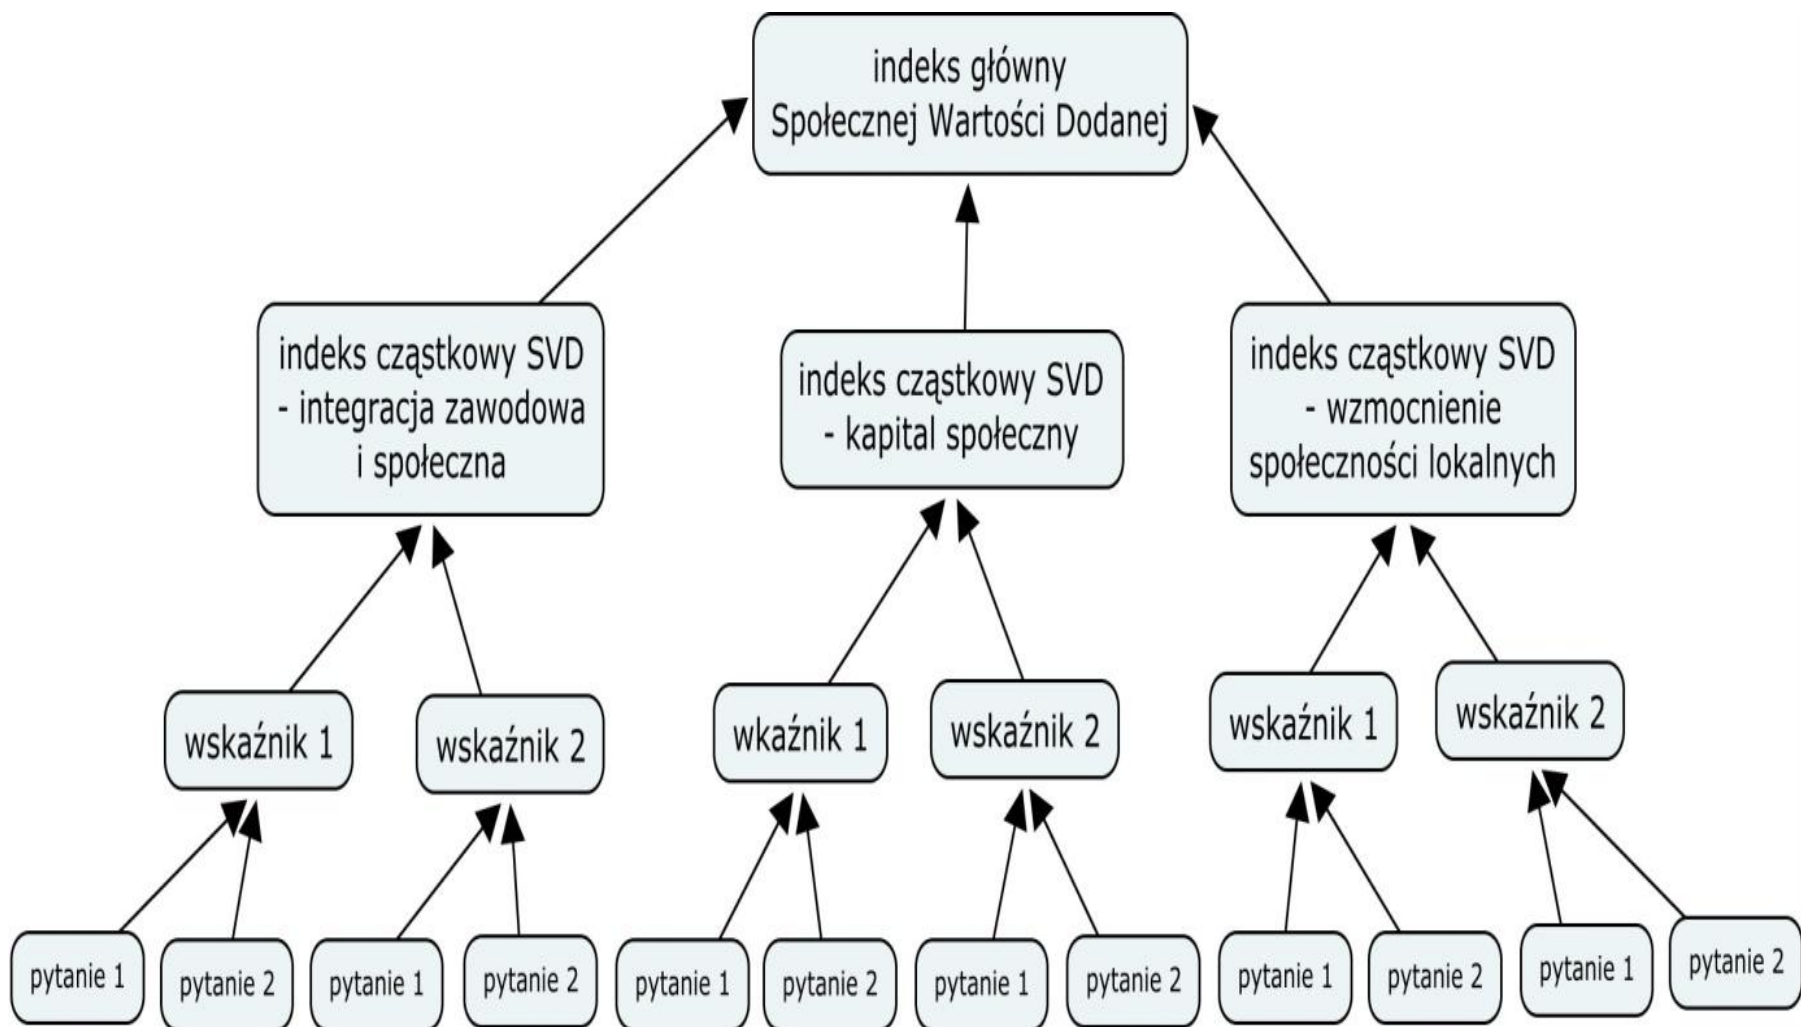 indeks główny
Społecznej Wartości Dodanej
indeks cząstkowy SVD
- integracja zawodowa
i społeczna
indeks cząstkowy SVD
- kapitał społeczny
indeks cząstkowy SVD
- wzmocnienie
społeczności lokalnych
wskaźnik 1
wskaźnik 2
wkaźnik 1
wskaźnik 2
wskaźnik 1
wskaźnik 2
pytanie 1
pytanie 2
pytanie 1
pytanie 2
pytanie 1
pytanie 2
pytanie 1
pytanie 2
pytanie 1
pytanie 2
pytanie 1
pytanie 2